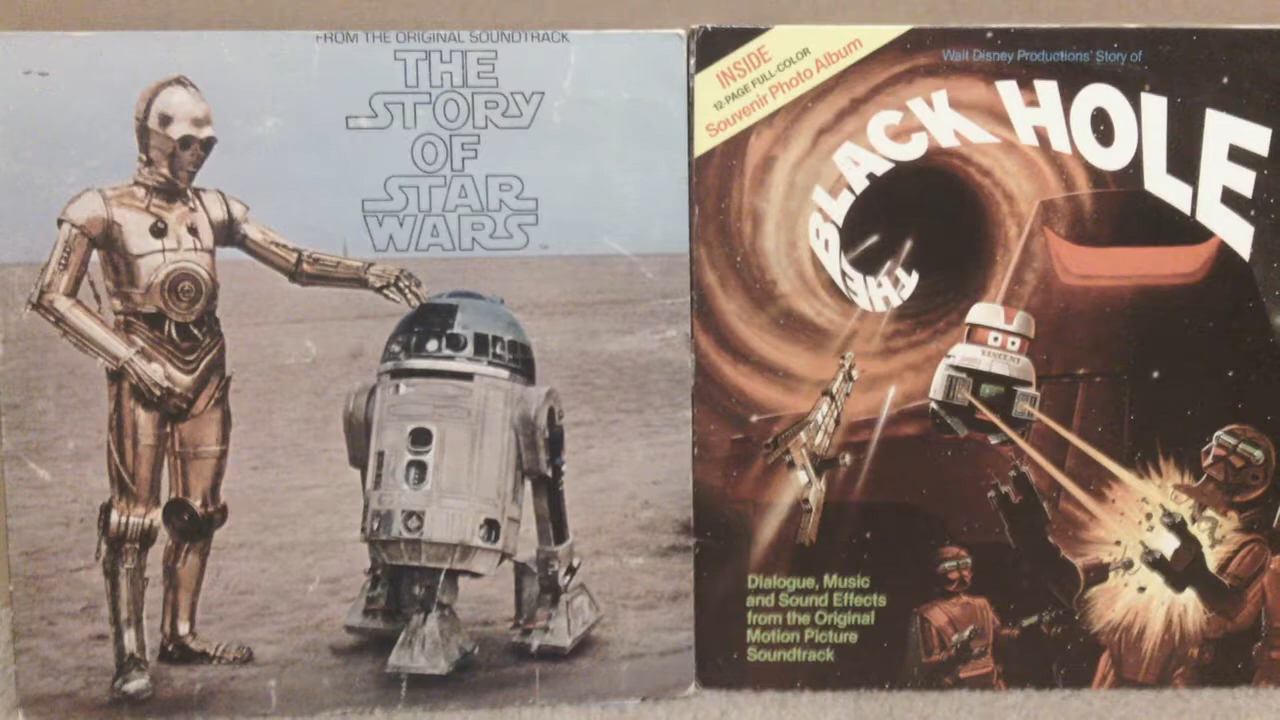 FROM THE ORIGINAL SOUNDTRACK
THE
STORY
OF
STAR
WARS
INSIDE
12-PAGE FULL-COLOR
Souvenir Photo Album
Walt Disney Productions' Story of
THE BLACK HOLE
VINCENT
Dialogue, Music
and Sound Effects
from the Original
Motion Picture
Soundtrack